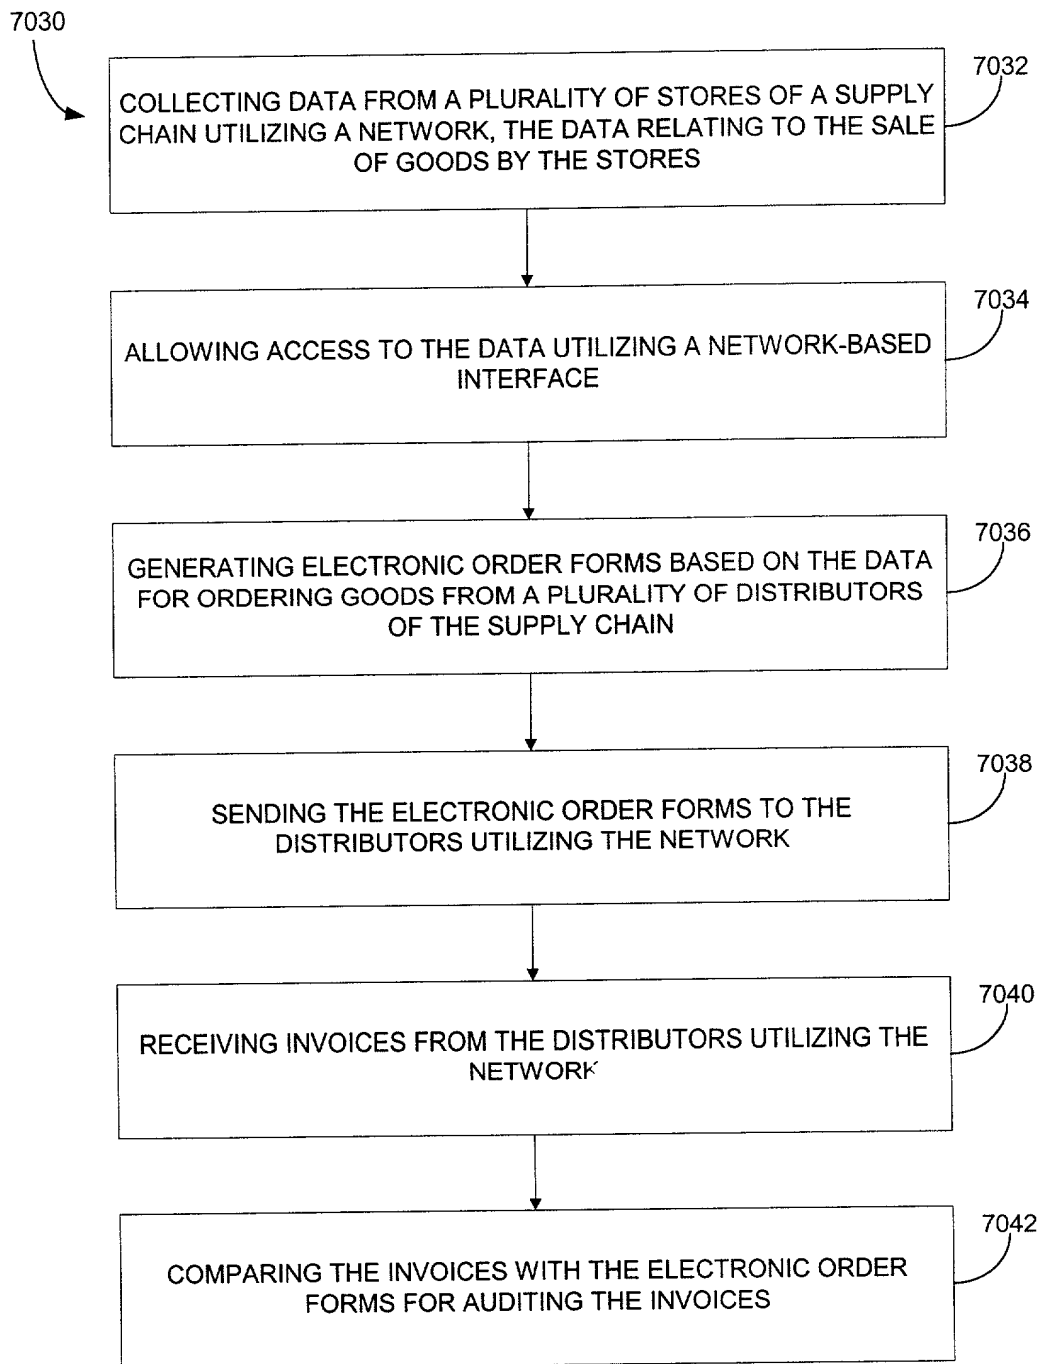 7030
7032
COLLECTING DATA FROM A PLURALITY OF STORES OF A SUPPLY
CHAIN UTILIZING A NETWORK, THE DATA RELATING TO THE SALE
OF GOODS BY THE STORES
7034
ALLOWING ACCESS TO THE DATA UTILIZING A NETWORK-BASED
INTERFACE
7036
GENERATING ELECTRONIC ORDER FORMS BASED ON THE DATA
FOR ORDERING GOODS FROM A PLURALITY OF DISTRIBUTORS
OF THE SUPPLY CHAIN
7038
SENDING THE ELECTRONIC ORDER FORMS TO THE
DISTRIBUTORS UTILIZING THE NETWORK
7040
RECEIVING INVOICES FROM THE DISTRIBUTORS UTILIZING THE
NETWORK
7042
COMPARING THE INVOICES WITH THE ELECTRONIC ORDER
FORMS FOR AUDITING THE INVOICES